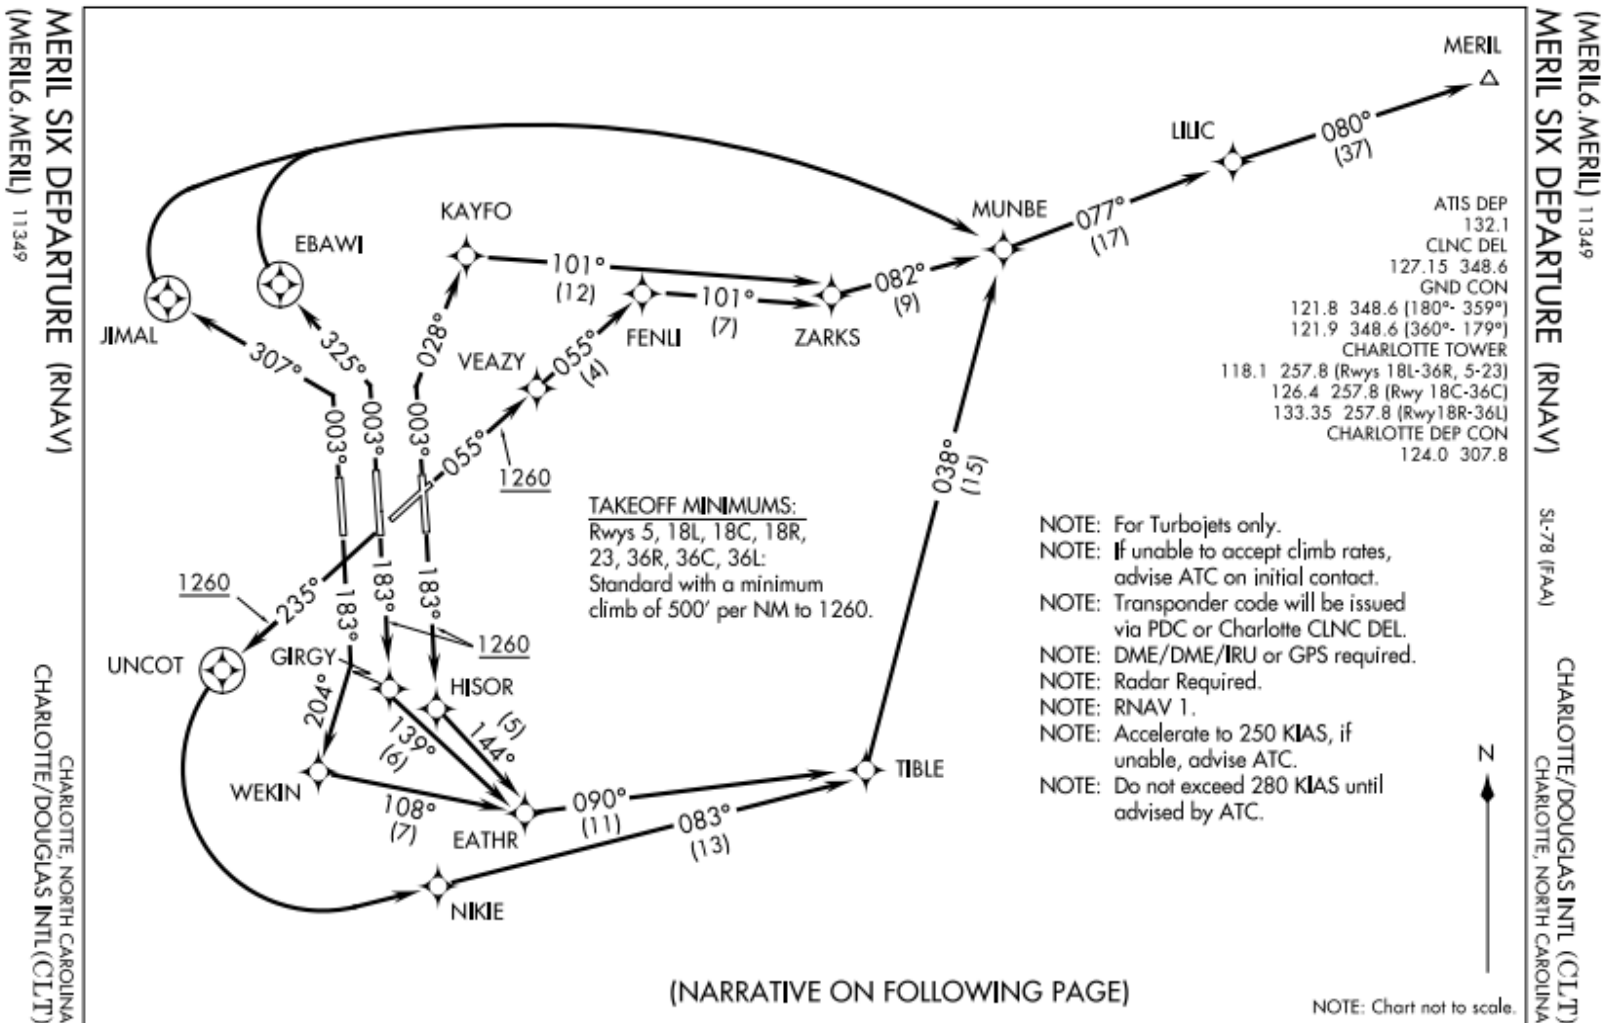 (MERIL6.MERIL) 11349
MERIL SIX DEPARTURE (RNAV)
CHARLOTTE/DOUGLAS INTL (CLT)
CHARLOTTE, NORTH CAROLINA
MERIL
LILIC
080°
(37)
077°
(17)
MUNBE
KAYFO
EBAWI
JIMAL
101°
(12)
101°
(7)
082°
(9)
ZARKS
FENLI
VEAZY
055°
(4)
028°
325°
307°
003°
003°
003°
055°
1260
038°
(15)
ATIS DEP
132.1
CLNC DEL
127.15 348.6
GND CON
121.8 348.6 (180°- 359°)
121.9 348.6 (360°- 179°)
CHARLOTTE TOWER
118.1 257.8 (Rwys 18L-36R, 5-23)
126.4 257.8 (Rwy 18C-36C)
133.35 257.8 (Rwy18R-36L)
CHARLOTTE DEP CON
124.0 307.8
TAKEOFF MINIMUMS:
Rwys 5, 18L, 18C, 18R,
23, 36R, 36C, 36L:
Standard with a minimum
climb of 500' per NM to 1260.
NOTE: For Turbojets only.
NOTE: If unable to accept climb rates,
advise ATC on initial contact.
NOTE: Transponder code will be issued
via PDC or Charlotte CLNC DEL.
NOTE: DME/DME/IRU or GPS required.
NOTE: Radar Required.
NOTE: RNAV 1.
NOTE: Accelerate to 250 KIAS, if
unable, advise ATC.
NOTE: Do not exceed 280 KIAS until
advised by ATC.
1260
235°
183°
183°
183°
1260
UNCOT
GIRGY
HISOR
204°
139°
(6)
(5)
144°
WEKIN
108°
(7)
EATHR
090°
(11)
083°
(13)
TIBLE
NIKIE
N
(NARRATIVE ON FOLLOWING PAGE)
NOTE: Chart not to scale.
(MERIL6.MERIL) 11349
MERIL SIX DEPARTURE (RNAV)
SL-78 (FAA)
CHARLOTTE/DOUGLAS INTL (CLT)
CHARLOTTE, NORTH CAROLINA